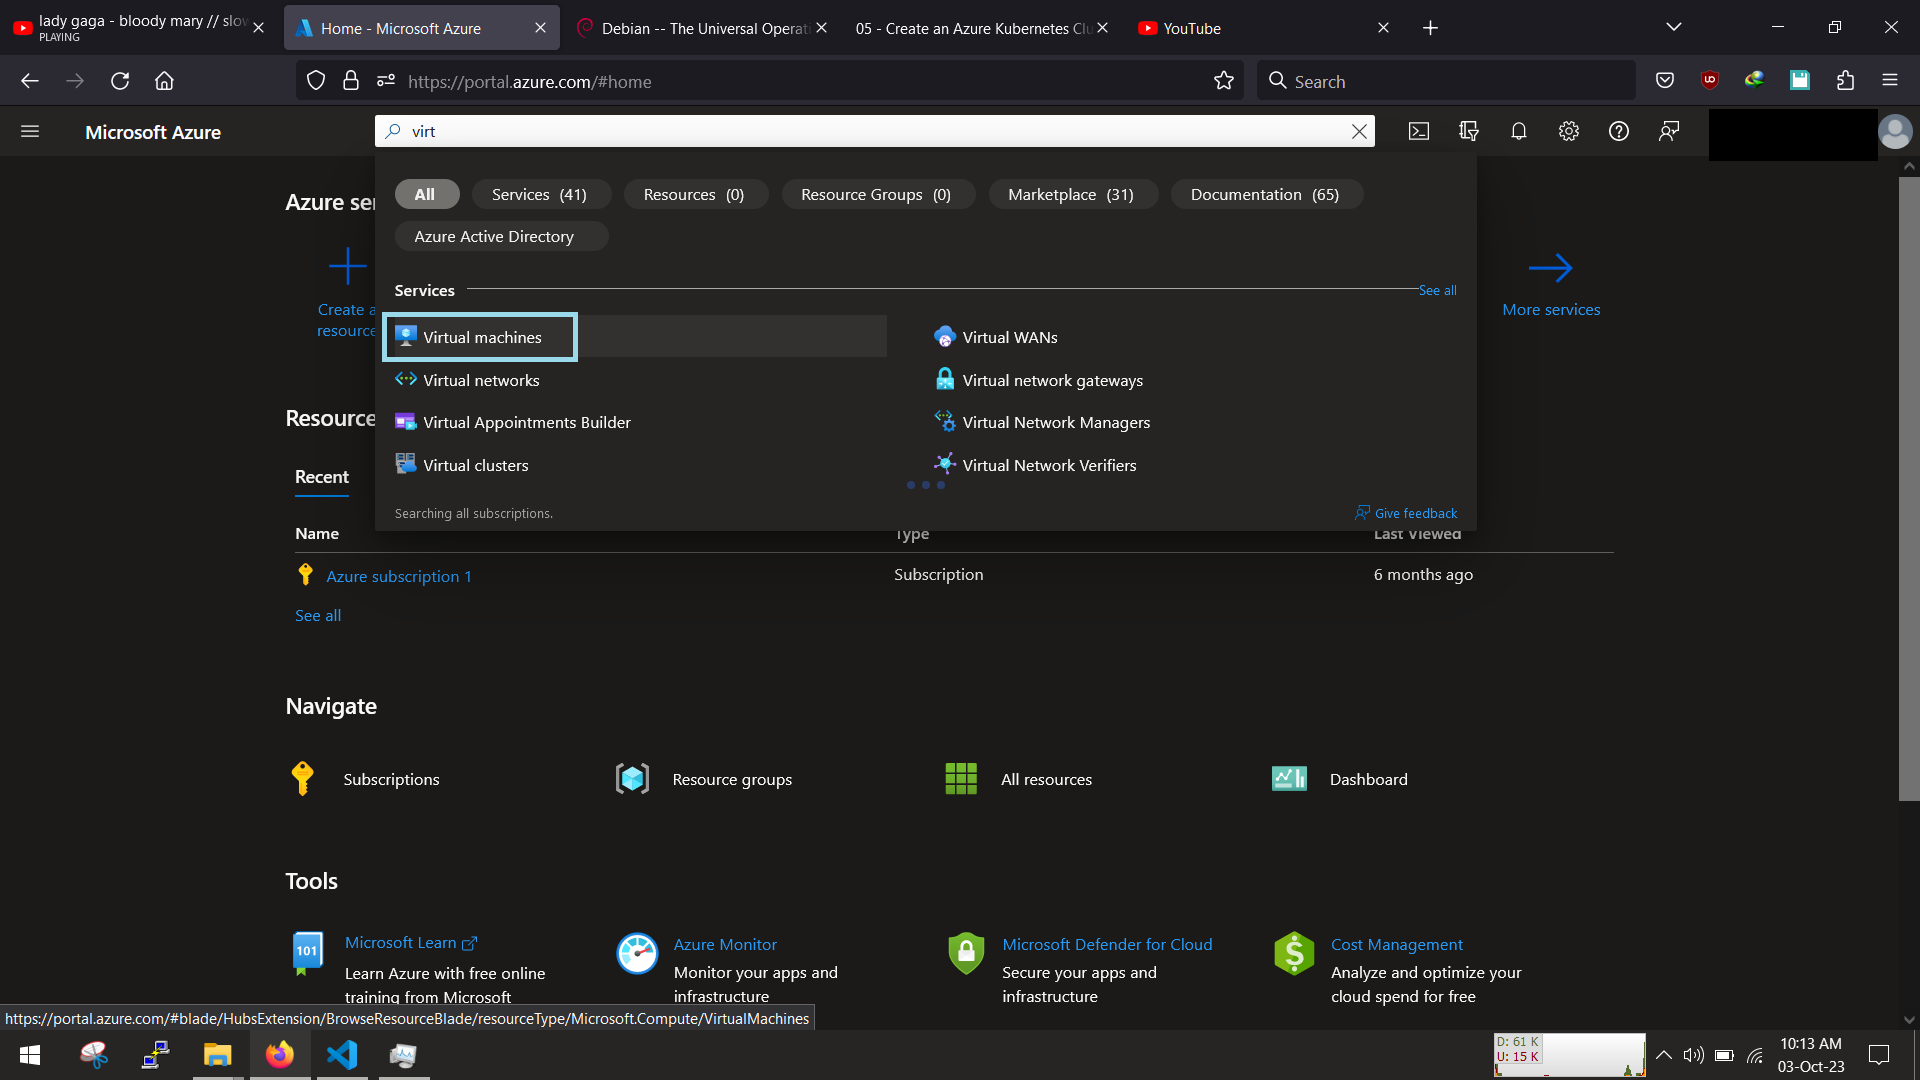 lady gaga - bloody mary // slow
PLAYING
Home - Microsoft Azure
Debian -- The Universal Operati
05 - Create an Azure Kubernetes Clu
YouTube
https://portal.azure.com/#home
Search
Microsoft Azure
virt
All
Services (41)
Resources (0)
Resource Groups (0)
Marketplace (31)
Documentation (65)
Azure Active Directory
Azure ser
Create a
resource
More services
Services
See all
Virtual machines
Virtual WANs
Virtual networks
Virtual network gateways
Virtual Appointments Builder
Virtual Network Managers
Virtual clusters
Virtual Network Verifiers
Searching all subscriptions.
Give feedback
Resource
Recent
Name
Type
Last Viewed
Azure subscription 1
Subscription
6 months ago
See all
Navigate
Subscriptions
Resource groups
All resources
Dashboard
Tools
101
Microsoft Learn
Learn Azure with free online
training from Microsoft
Azure Monitor
Monitor your apps and
infrastructure
Microsoft Defender for Cloud
Secure your apps and
infrastructure
Cost Management
Analyze and optimize your
cloud spend for free
https://portal.azure.com/#blade/HubsExtension/BrowseResourceBlade/resourceType/Microsoft.Compute/VirtualMachines
D: 61 K
U: 15 K
10:13 AM
03-Oct-23